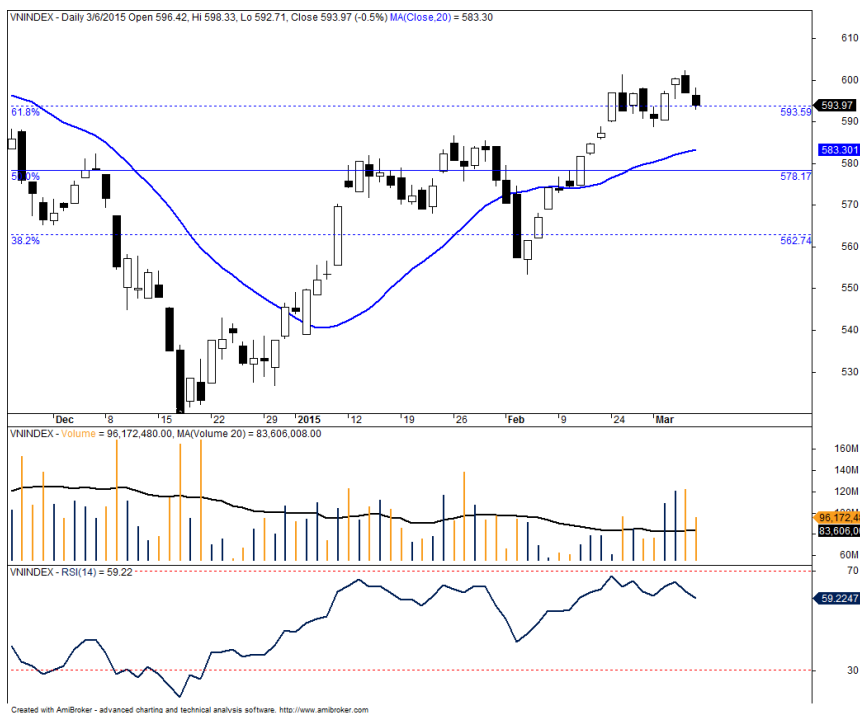 VNINDEX - Daily 3/6/2015 Open 596.42, Hi 598.33, Lo 592.71, Close 593.97 (-0.5%) MA(Close,20) = 583.30
610
600
593.97
61.8%
593.59
590
583.301
580
50.0%
578.17
570
38.2%
562.74
560
550
540
530
Dec 8 15 22 29 2015 12 19 26 Feb 9 24 Mar
VNINDEX - Volume = 96,172,480.00, MA(Volume 20) = 83,606,008.00
160M
140M
120M
96,172,48
83,606,00
60M
VNINDEX - RSI(14) = 59.22
70
59.2247
30
Created with AmiBroker - advanced charting and technical analysis software. http://www.amibroker.com